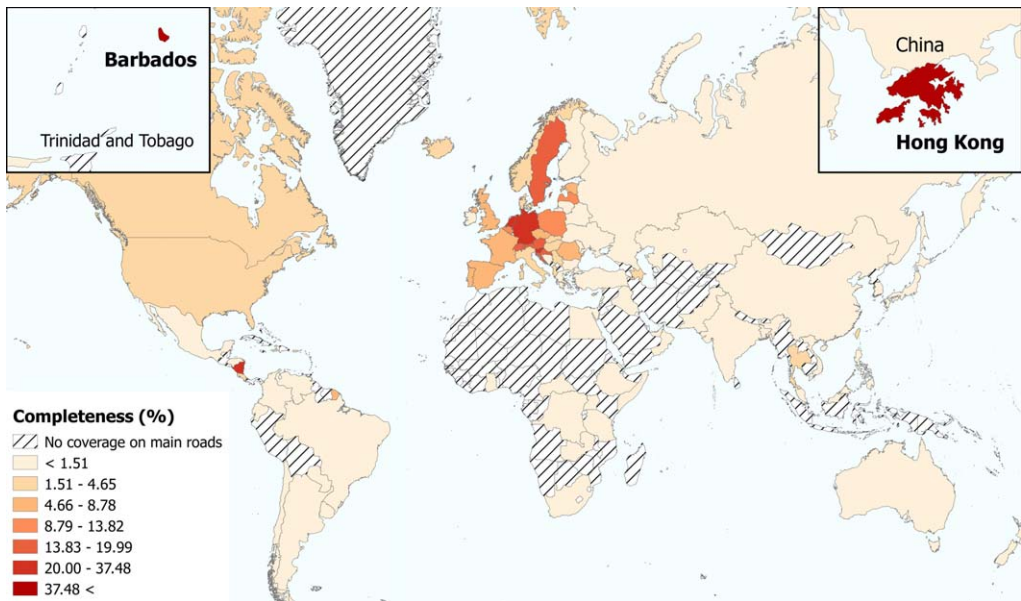 Barbados
Trinidad and Tobago
China
Hong Kong
Completeness (%)
No coverage on main roads
< 1.51
1.51 - 4.65
4.66 - 8.78
8.79 - 13.82
13.83 - 19.99
20.00 - 37.48
37.48 <